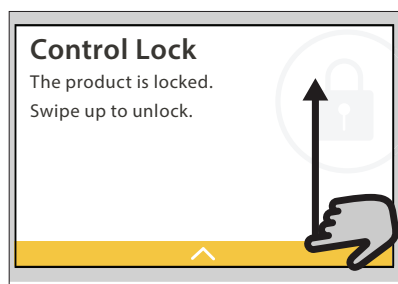 Control Lock
The product is locked.
Swipe up to unlock.